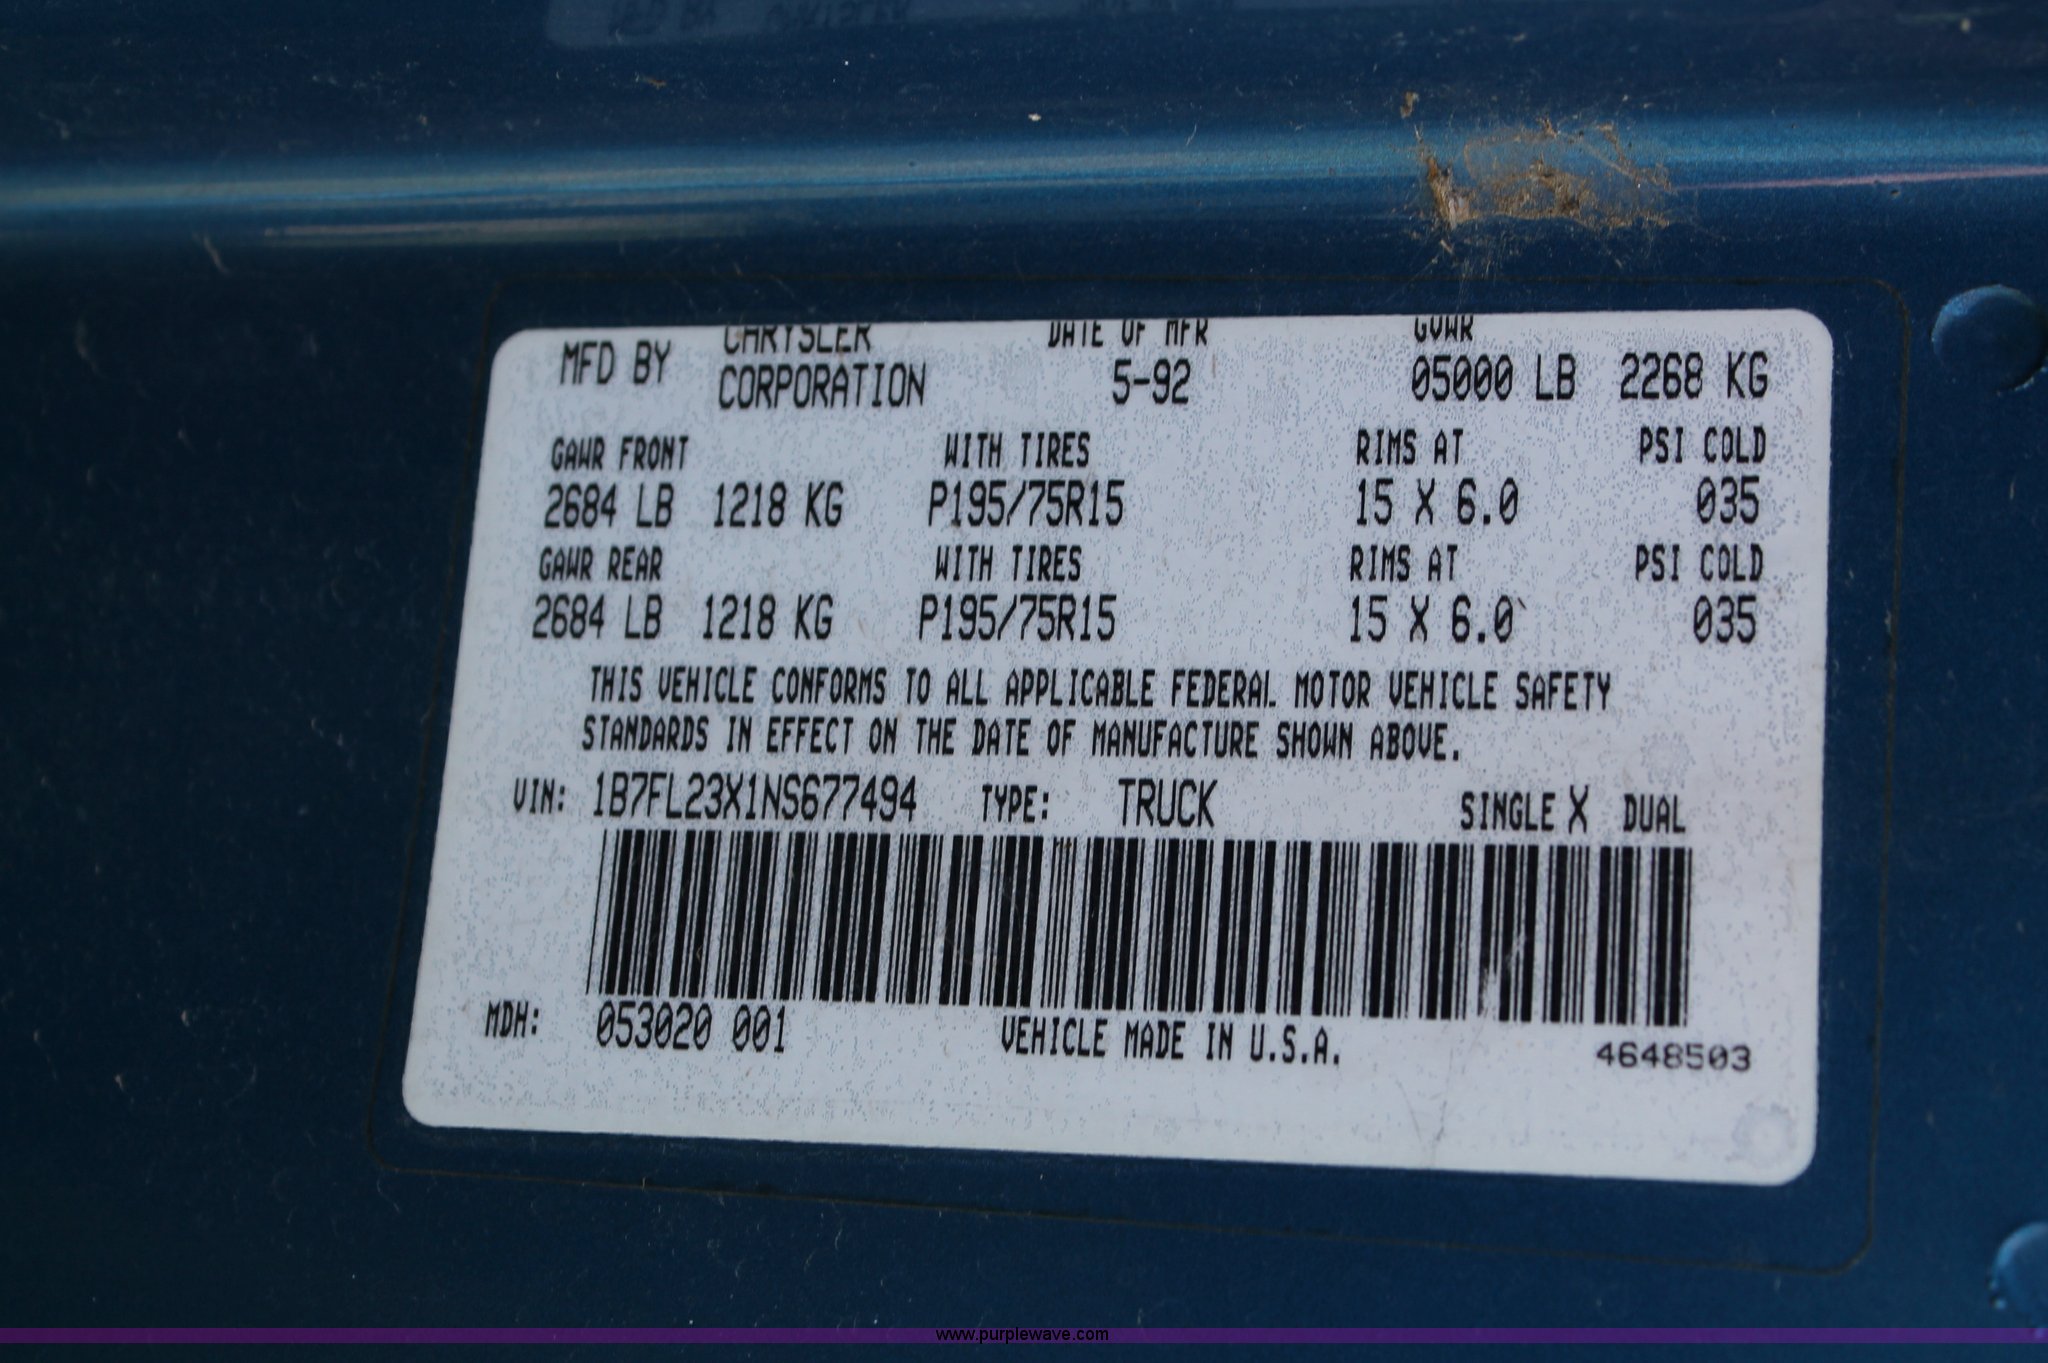 MFD BY CHRYSLER CORPORATION DATE OF MFR 5-92 GVWR 05000 LB 2268 KG
GAWR FRONT WITH TIRES RIMS AT PSI COLD
2684 LB 1218 KG P195/75R15 15 X 6.0 035
GAWR REAR WITH TIRES RIMS AT PSI COLD
2684 LB 1218 KG P195/75R15 15 X 6.0 035
THIS VEHICLE CONFORMS TO ALL APPLICABLE FEDERAL MOTOR VEHICLE SAFETY
STANDARDS IN EFFECT ON THE DATE OF MANUFACTURE SHOWN ABOVE.
VIN: 1B7FL23X1NS677494 TYPE: TRUCK SINGLE X DUAL
MDH: 053020 001 VEHICLE MADE IN U.S.A. 4648503
www.purplewave.com